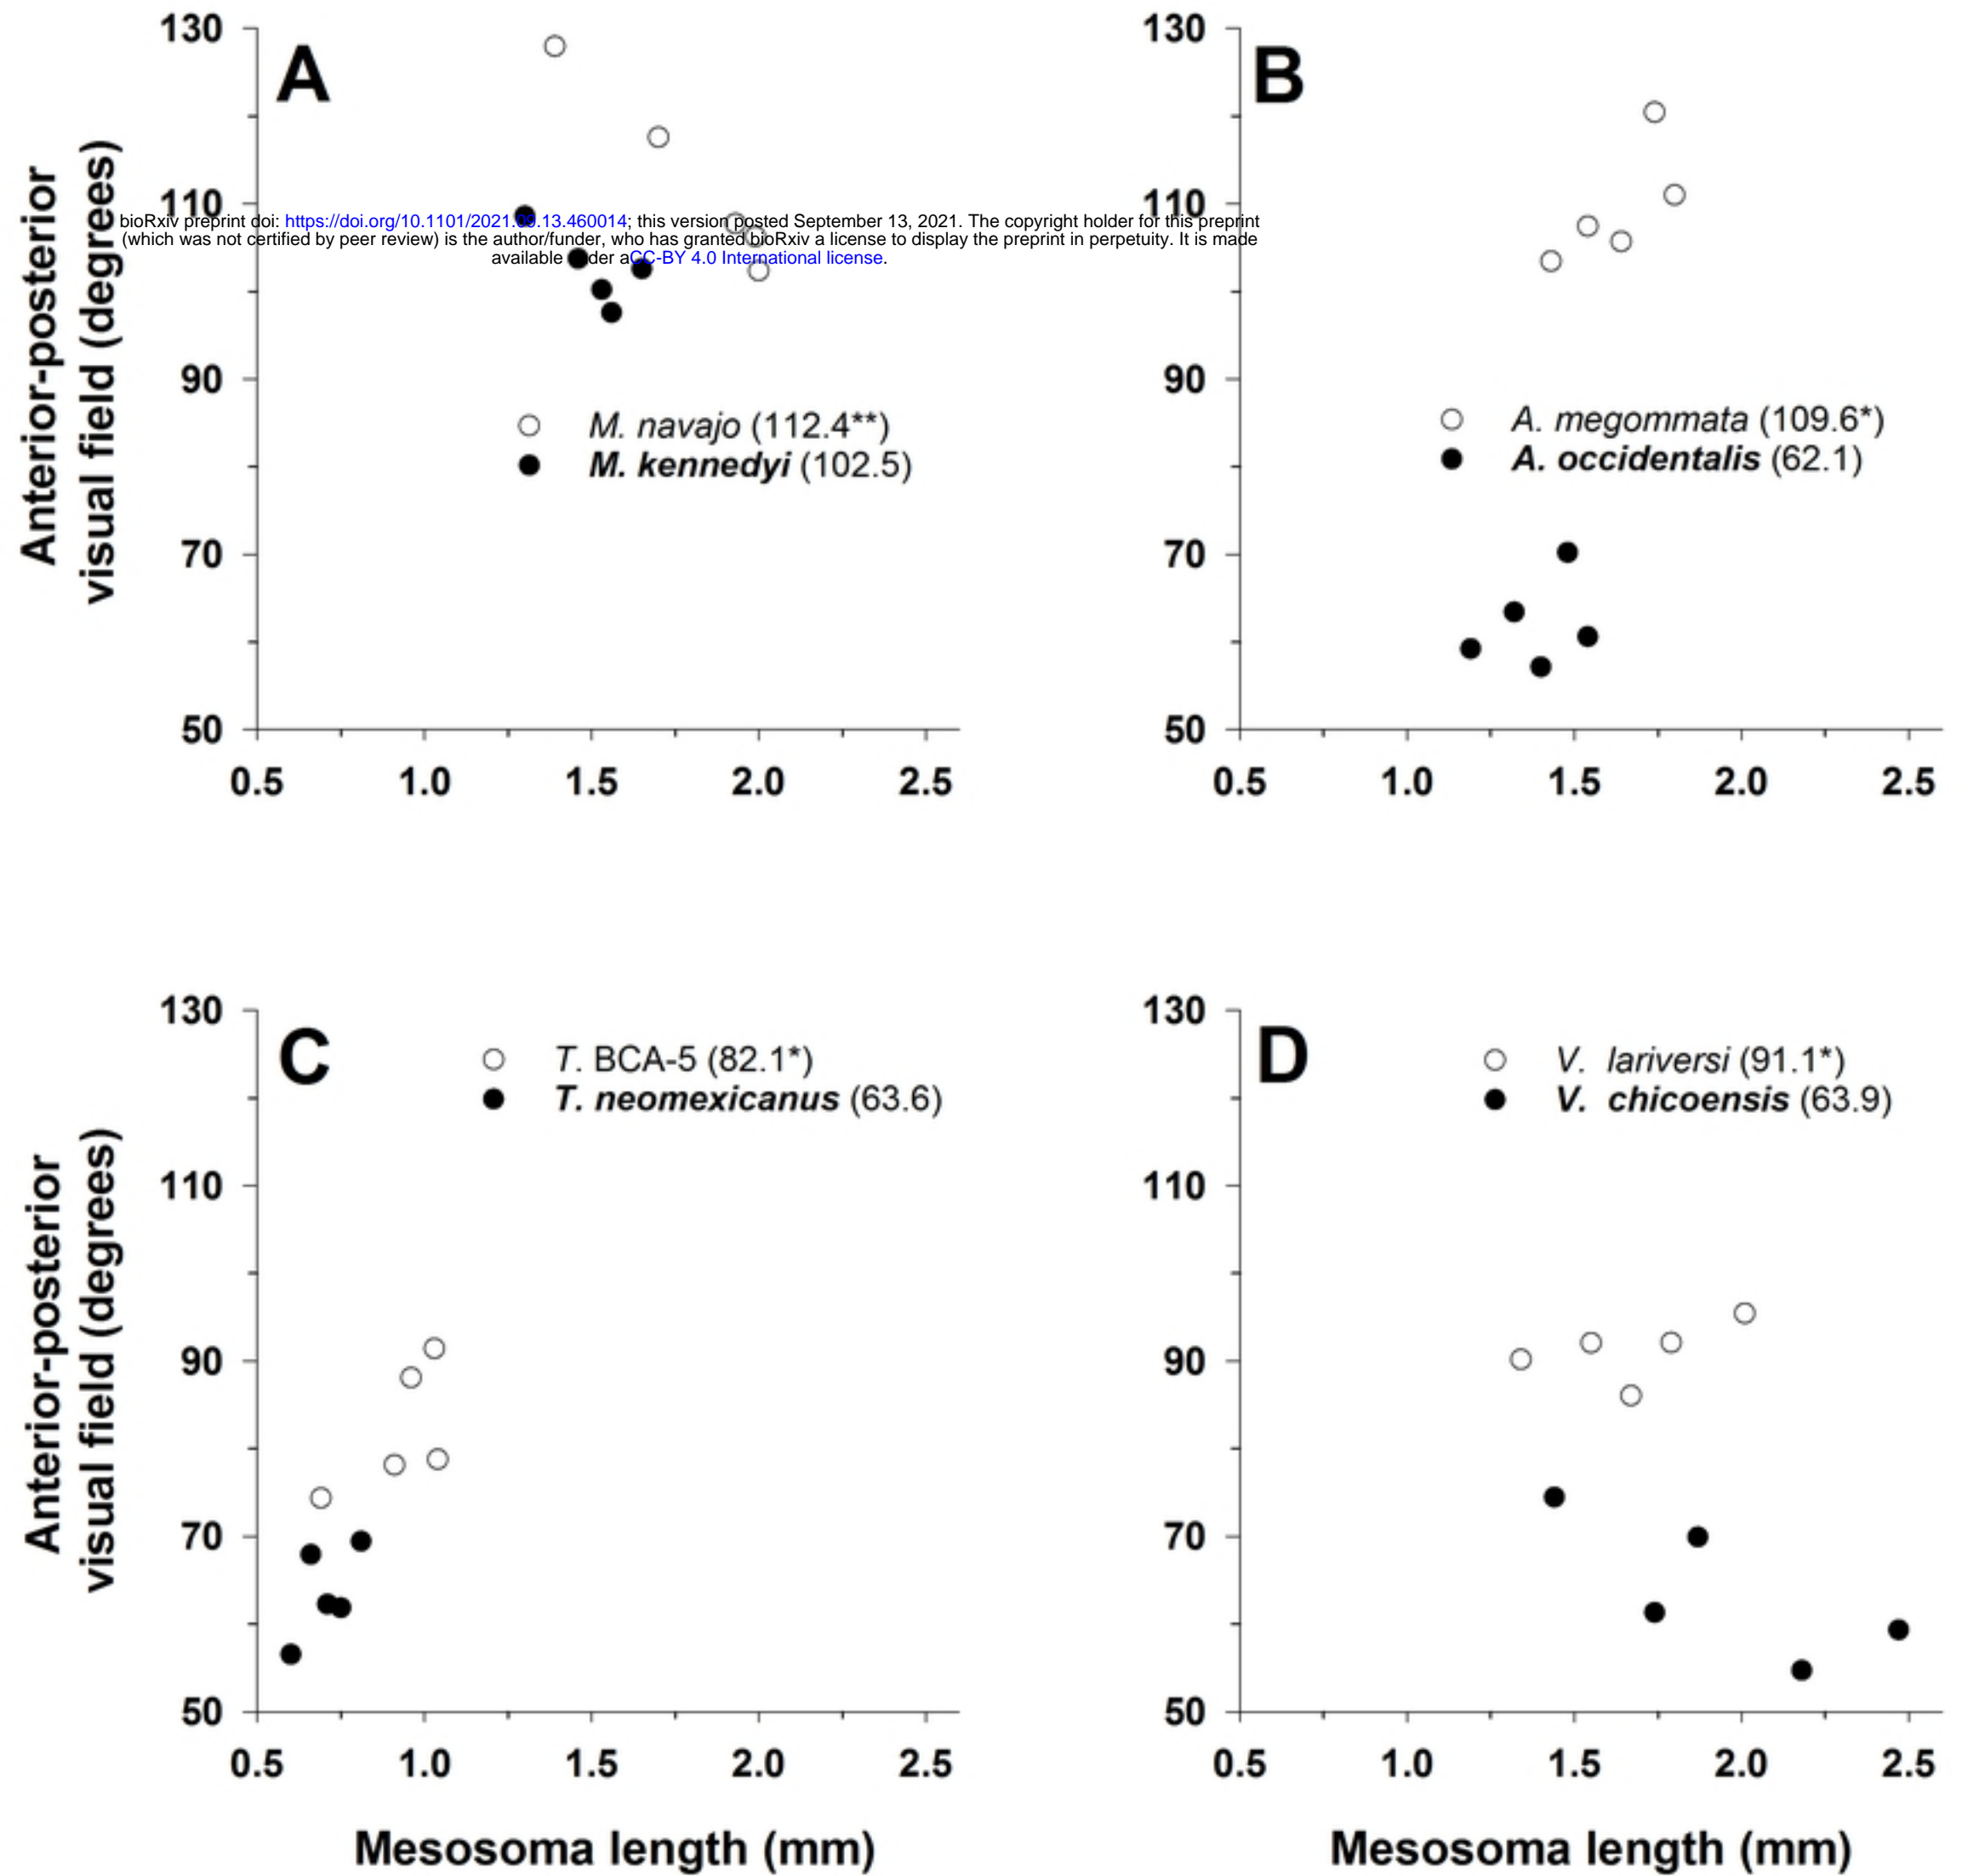 130
A
110
90
70
50
0.5 1.0 1.5 2.0 2.5
Anterior-posterior
visual field (degrees)
M. navajo (112.4**)
M. kennedyi (102.5)
130
B
110
90
70
50
0.5 1.0 1.5 2.0 2.5
A. megommata (109.6*)
A. occidentalis (62.1)
bioRxiv preprint doi: https://doi.org/10.1101/2021.09.13.460014; this version posted September 13, 2021. The copyright holder for this preprint
(which was not certified by peer review) is the author/funder, who has granted bioRxiv a license to display the preprint in perpetuity. It is made
available under aCC-BY 4.0 International license.
130
C
110
90
70
50
0.5 1.0 1.5 2.0 2.5
Anterior-posterior
visual field (degrees)
T. BCA-5 (82.1*)
T. neomexicanus (63.6)
Mesosoma length (mm)
130
D
110
90
70
50
0.5 1.0 1.5 2.0 2.5
V. lariversi (91.1*)
V. chicoensis (63.9)
Mesosoma length (mm)